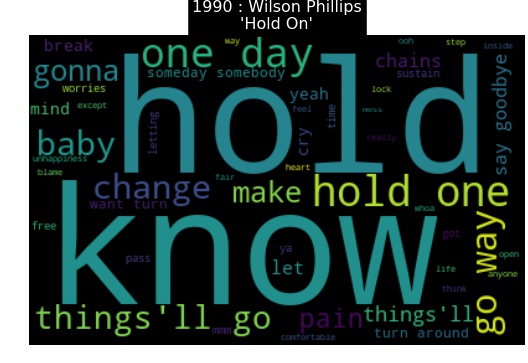 1990 : Wilson Phillips
'Hold On'
break
one day
way
ooh
step
inside
chains
gonna
someday somebody
sustain
say goodbye
worries
yeah
lock
mind
except
letting
hold
cry
time
feel
really
baby
unhappiness
heart
blame
fair
change
make
hold one
want turn
know
whoa
free
got
go way
ya
open
pass
let
life
anyone
think
things'll go
pain
things'll
mmm
comfortable
turn around